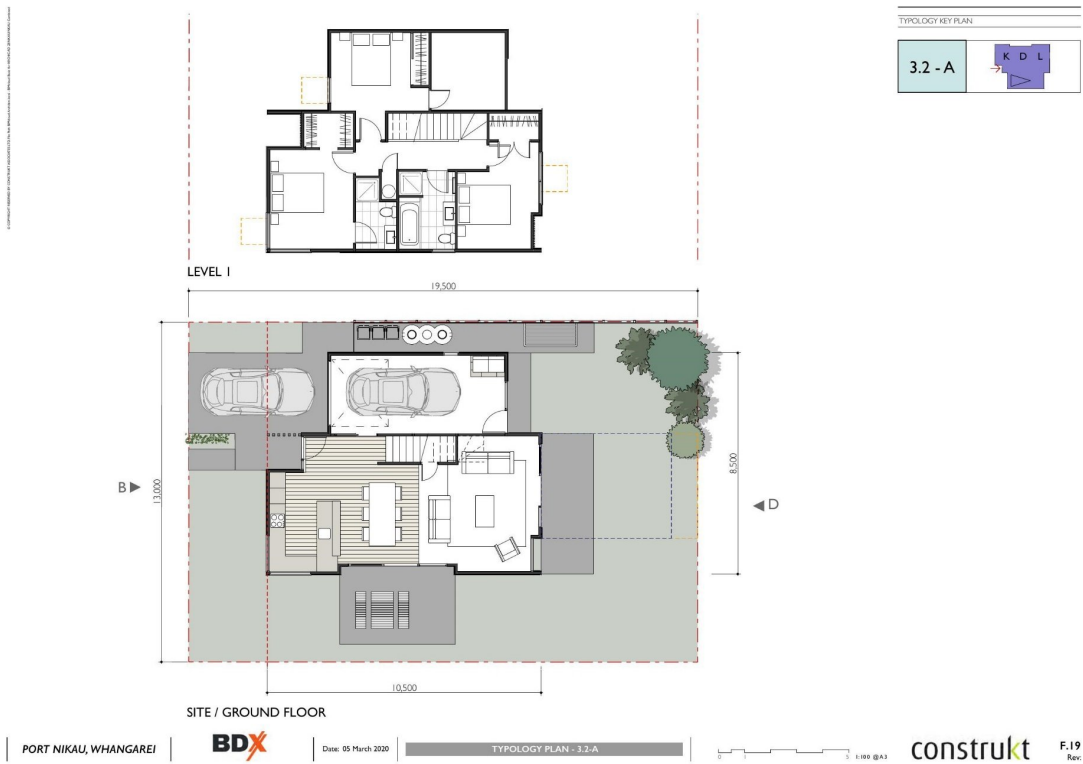 TYPOLOGY KEY PLAN
3.2 - A
K D L
LEVEL 1
19,500
B
13,000
8,500
D
10,500
SITE / GROUND FLOOR
PORT NIKAU, WHANGAREI
BDX
Date: 05 March 2020
TYPOLOGY PLAN - 3.2-A
0 1 5 1:100 @A3
construkt
F.19
Rev: